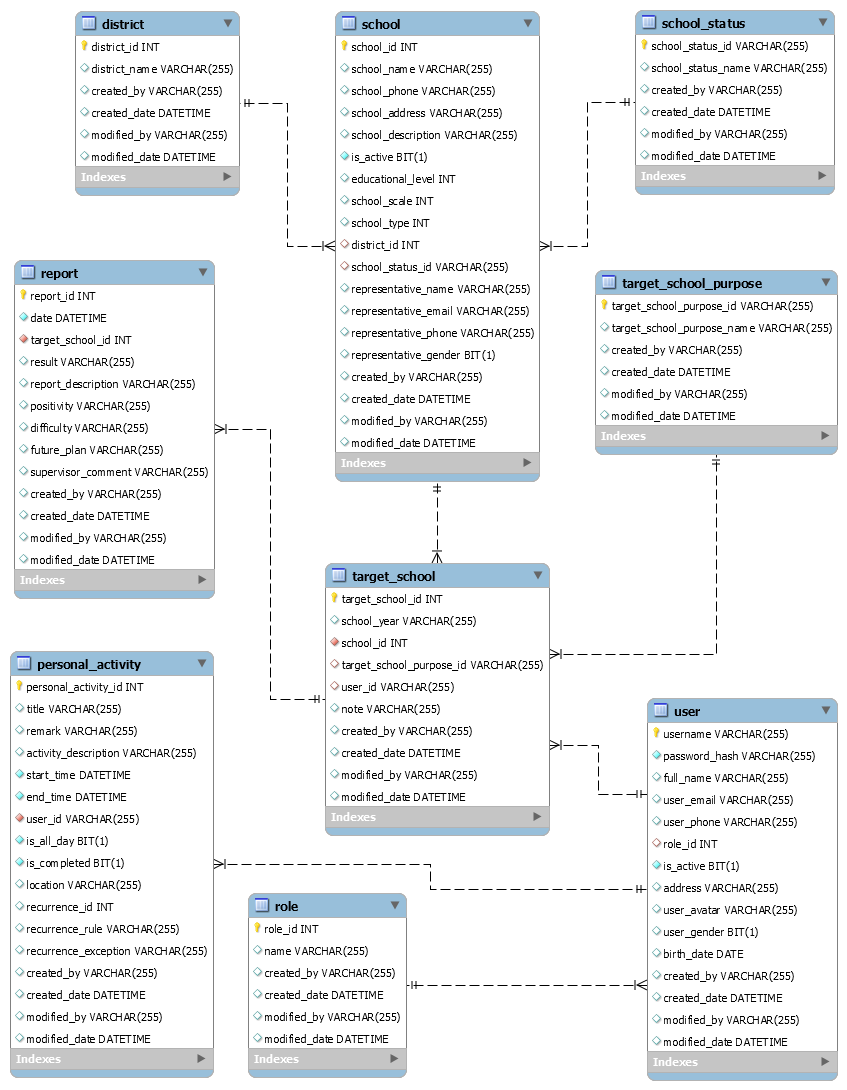 district
district_id INT
district_name VARCHAR(255)
created_by VARCHAR(255)
created_date DATETIME
modified_by VARCHAR(255)
modified_date DATETIME
Indexes
school
school_id INT
school_name VARCHAR(255)
school_phone VARCHAR(255)
school_address VARCHAR(255)
school_description VARCHAR(255)
is_active BIT(1)
educational_level INT
school_scale INT
school_type INT
district_id INT
school_status_id VARCHAR(255)
representative_name VARCHAR(255)
representative_email VARCHAR(255)
representative_phone VARCHAR(255)
representative_gender BIT(1)
created_by VARCHAR(255)
created_date DATETIME
modified_by VARCHAR(255)
modified_date DATETIME
Indexes
school_status
school_status_id VARCHAR(255)
school_status_name VARCHAR(255)
created_by VARCHAR(255)
created_date DATETIME
modified_by VARCHAR(255)
modified_date DATETIME
Indexes
report
report_id INT
date DATETIME
target_school_id INT
result VARCHAR(255)
report_description VARCHAR(255)
positivity VARCHAR(255)
difficulty VARCHAR(255)
future_plan VARCHAR(255)
supervisor_comment VARCHAR(255)
created_by VARCHAR(255)
created_date DATETIME
modified_by VARCHAR(255)
modified_date DATETIME
Indexes
target_school_purpose
target_school_purpose_id VARCHAR(255)
target_school_purpose_name VARCHAR(255)
created_by VARCHAR(255)
created_date DATETIME
modified_by VARCHAR(255)
modified_date DATETIME
Indexes
target_school
target_school_id INT
school_year VARCHAR(255)
school_id INT
target_school_purpose_id VARCHAR(255)
user_id VARCHAR(255)
note VARCHAR(255)
created_by VARCHAR(255)
created_date DATETIME
modified_by VARCHAR(255)
modified_date DATETIME
Indexes
personal_activity
personal_activity_id INT
title VARCHAR(255)
remark VARCHAR(255)
activity_description VARCHAR(255)
start_time DATETIME
end_time DATETIME
user_id VARCHAR(255)
is_all_day BIT(1)
is_completed BIT(1)
location VARCHAR(255)
recurrence_id INT
recurrence_rule VARCHAR(255)
recurrence_exception VARCHAR(255)
created_by VARCHAR(255)
created_date DATETIME
modified_by VARCHAR(255)
modified_date DATETIME
Indexes
user
username VARCHAR(255)
password_hash VARCHAR(255)
full_name VARCHAR(255)
user_email VARCHAR(255)
user_phone VARCHAR(255)
role_id INT
is_active BIT(1)
address VARCHAR(255)
user_avatar VARCHAR(255)
user_gender BIT(1)
birth_date DATE
created_by VARCHAR(255)
created_date DATETIME
modified_by VARCHAR(255)
modified_date DATETIME
Indexes
role
role_id INT
name VARCHAR(255)
created_by VARCHAR(255)
created_date DATETIME
modified_by VARCHAR(255)
modified_date DATETIME
Indexes